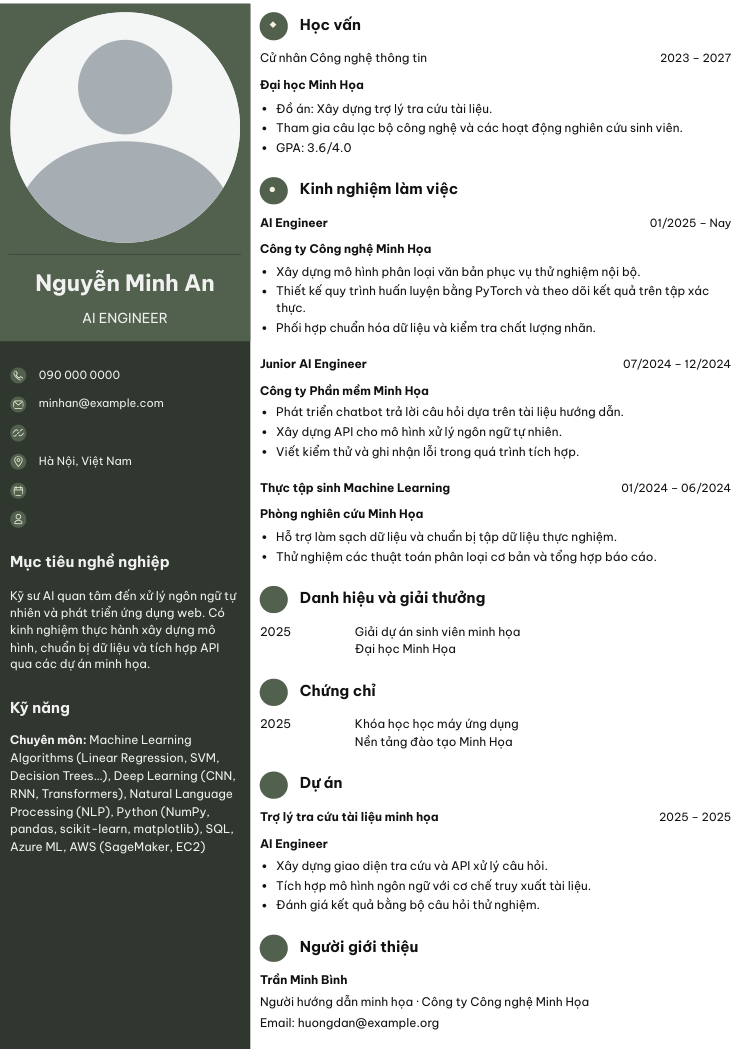 Nguyễn Minh An
AI ENGINEER
090 000 0000
minhan@example.com
Hà Nội, Việt Nam
Mục tiêu nghề nghiệp
Kỹ sư AI quan tâm đến xử lý ngôn ngữ tự
nhiên và phát triển ứng dụng web. Có
kinh nghiệm thực hành xây dựng mô
hình, chuẩn bị dữ liệu và tích hợp API
qua các dự án minh họa.
Kỹ năng
Chuyên môn: Machine Learning
Algorithms (Linear Regression, SVM,
Decision Trees...), Deep Learning (CNN,
RNN, Transformers), Natural Language
Processing (NLP), Python (NumPy,
pandas, scikit-learn, matplotlib), SQL,
Azure ML, AWS (SageMaker, EC2)
Học vấn
Cử nhân Công nghệ thông tin 2023 – 2027
Đại học Minh Họa
• Đồ án: Xây dựng trợ lý tra cứu tài liệu.
• Tham gia câu lạc bộ công nghệ và các hoạt động nghiên cứu sinh viên.
• GPA: 3.6/4.0
Kinh nghiệm làm việc
AI Engineer 01/2025 – Nay
Công ty Công nghệ Minh Họa
• Xây dựng mô hình phân loại văn bản phục vụ thử nghiệm nội bộ.
• Thiết kế quy trình huấn luyện bằng PyTorch và theo dõi kết quả trên tập xác
thực.
• Phối hợp chuẩn hóa dữ liệu và kiểm tra chất lượng nhãn.
Junior AI Engineer 07/2024 – 12/2024
Công ty Phần mềm Minh Họa
• Phát triển chatbot trả lời câu hỏi dựa trên tài liệu hướng dẫn.
• Xây dựng API cho mô hình xử lý ngôn ngữ tự nhiên.
• Viết kiểm thử và ghi nhận lỗi trong quá trình tích hợp.
Thực tập sinh Machine Learning 01/2024 – 06/2024
Phòng nghiên cứu Minh Họa
• Hỗ trợ làm sạch dữ liệu và chuẩn bị tập dữ liệu thực nghiệm.
• Thử nghiệm các thuật toán phân loại cơ bản và tổng hợp báo cáo.
Danh hiệu và giải thưởng
2025 Giải dự án sinh viên minh họa
Đại học Minh Họa
Chứng chỉ
2025 Khóa học học máy ứng dụng
Nền tảng đào tạo Minh Họa
Dự án
Trợ lý tra cứu tài liệu minh họa 2025 – 2025
AI Engineer
• Xây dựng giao diện tra cứu và API xử lý câu hỏi.
• Tích hợp mô hình ngôn ngữ với cơ chế truy xuất tài liệu.
• Đánh giá kết quả bằng bộ câu hỏi thử nghiệm.
Người giới thiệu
Trần Minh Bình
Người hướng dẫn minh họa · Công ty Công nghệ Minh Họa
Email: huongdan@example.org